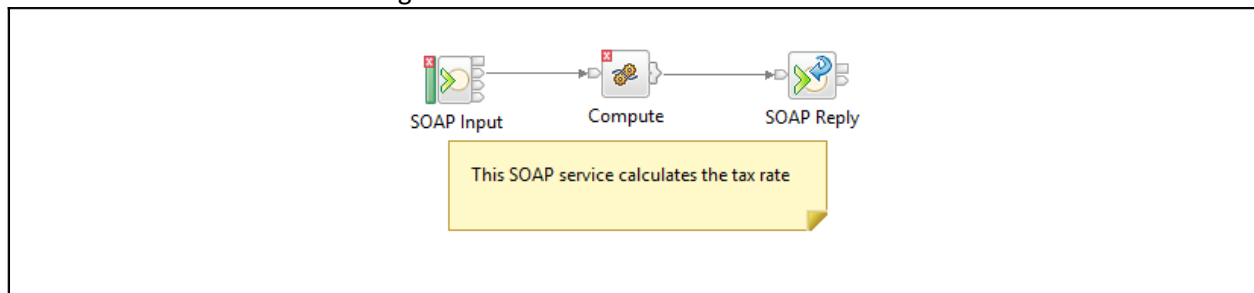 SOAP Input
Compute
SOAP Reply
This SOAP service calculates the tax rate